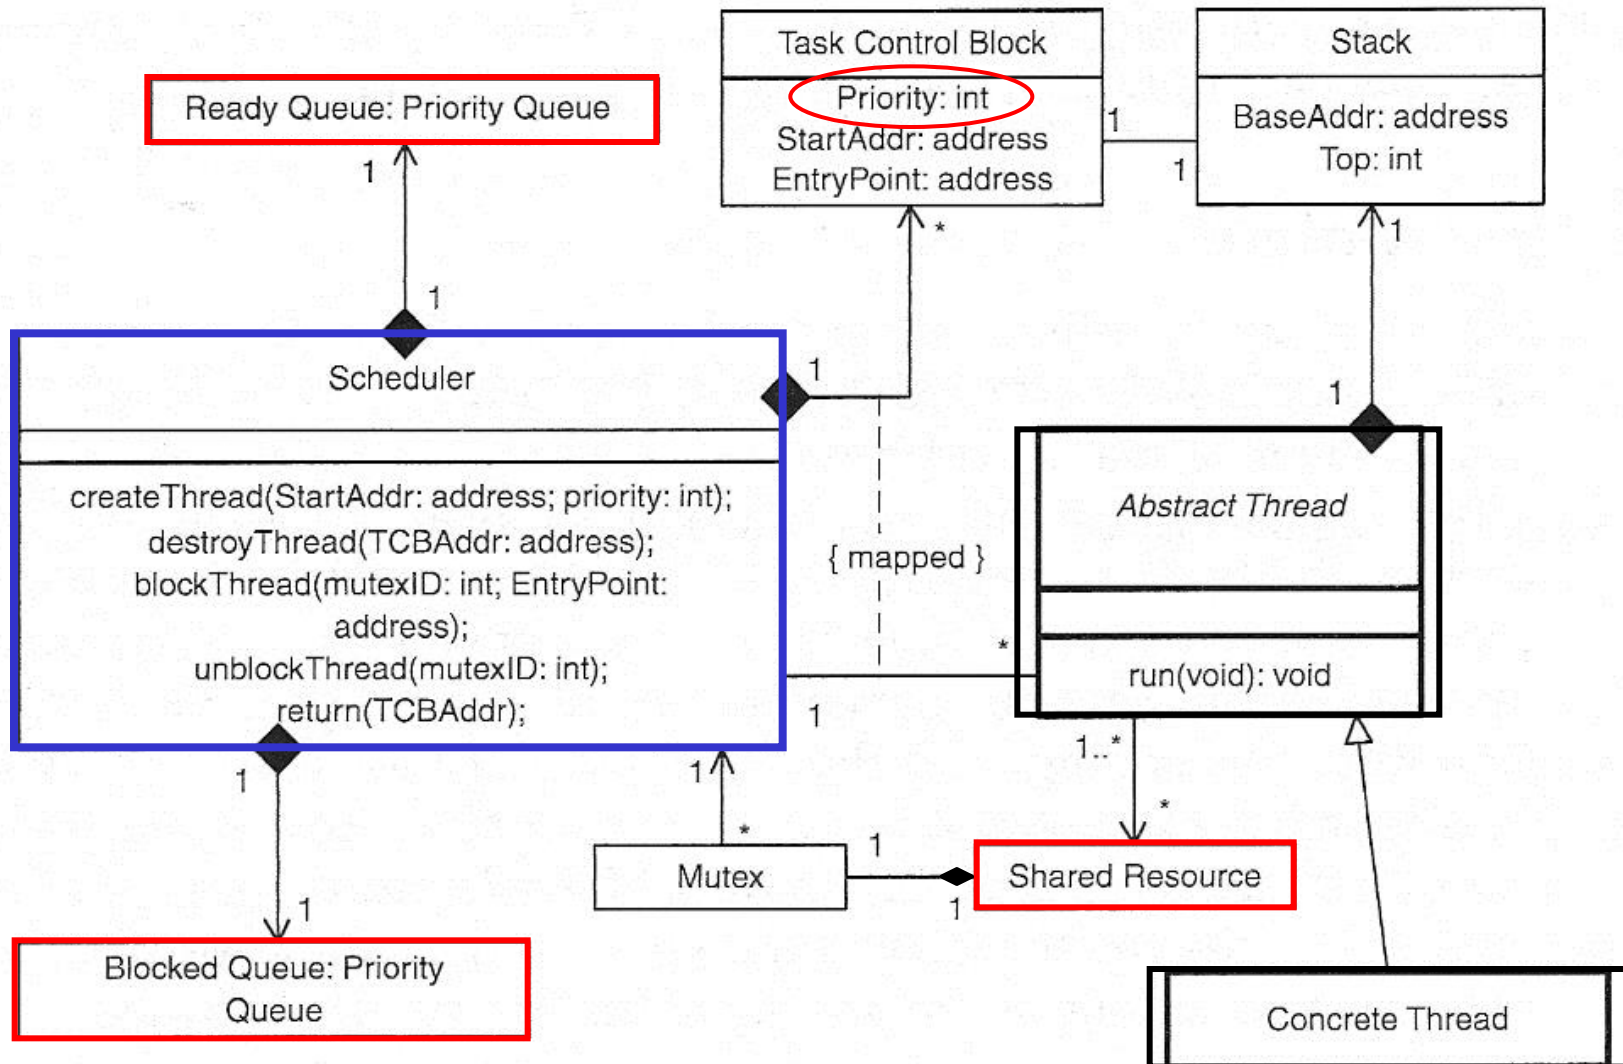 Task Control Block
Priority: int
StartAddr: address
EntryPoint: address
1
1
Stack
BaseAddr: address
Top: int
Ready Queue: Priority Queue
1
1
*
1
1
1
Scheduler
createThread(StartAddr: address; priority: int);
destroyThread(TCBAddr: address);
blockThread(mutexID: int; EntryPoint:
address);
unblockThread(mutexID: int);
return(TCBAddr);
{ mapped }
Abstract Thread
run(void): void
*
1
1
1
1..*
*
*
1
1
1
Mutex
Shared Resource
Blocked Queue: Priority
Queue
Concrete Thread